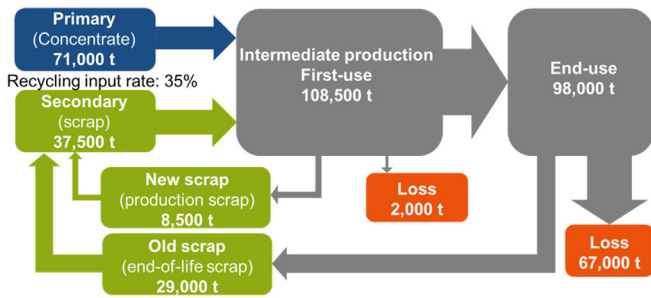 Primary
(Concentrate)
71,000 t
Recycling input rate: 35%
Secondary
(scrap)
37,500 t
Intermediate production
First-use
108,500 t
End-use
98,000 t
New scrap
(production scrap)
8,500 t
Loss
2,000 t
Old scrap
(end-of-life scrap)
29,000 t
Loss
67,000 t